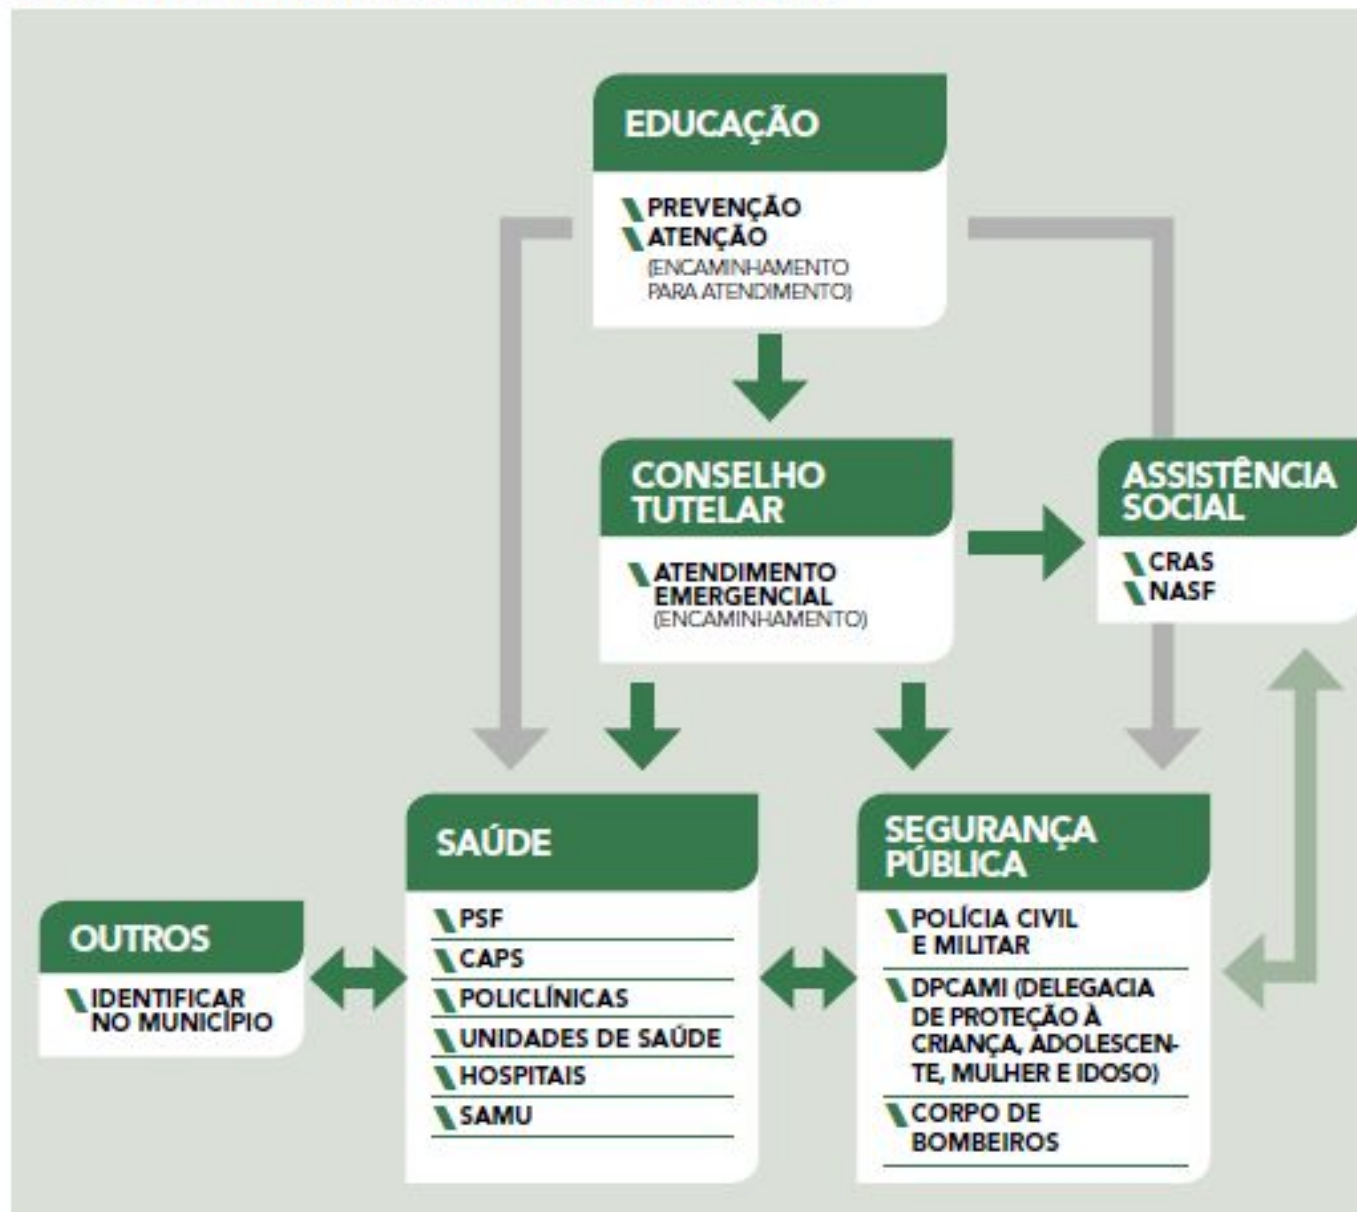 EDUCAÇÃO
PREVENÇÃO
ATENÇÃO
(ENCAMINHAMENTO
PARA ATENDIMENTO)
CONSELHO
TUTELAR
ATENDIMENTO
EMERGENCIAL
(ENCAMINHAMENTO)
ASSISTÊNCIA
SOCIAL
CRAS
NASF
OUTROS
IDENTIFICAR
NO MUNICÍPIO
SAÚDE
PSF
CAPS
POLICLÍNICAS
UNIDADES DE SAÚDE
HOSPITAIS
SAMU
SEGURANÇA
PÚBLICA
POLÍCIA CIVIL
E MILITAR
DPCAMI (DELEGACIA
DE PROTEÇÃO À
CRIANÇA, ADOLESCEN-
TE, MULHER E IDOSO)
CORPO DE
BOMBEIROS